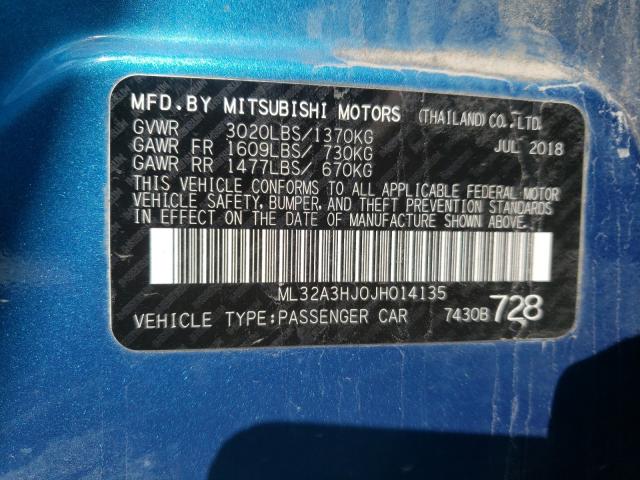 MFD.BY MITSUBISHI MOTORS (THAILAND) CO.,LTD.
GVWR 3020LBS/1370KG JUL 2018
GAWR FR 1609LBS/ 730KG
GAWR RR 1477LBS/ 670KG
THIS VEHICLE CONFORMS TO ALL APPLICABLE FEDERAL MOTOR
VEHICLE SAFETY, BUMPER, AND THEFT PREVENTION STANDARDS
IN EFFECT ON THE DATE OF MANUFACTURE SHOWN ABOVE.
ML32A3HJ0JH014135
VEHICLE TYPE:PASSENGER CAR 7430B 728